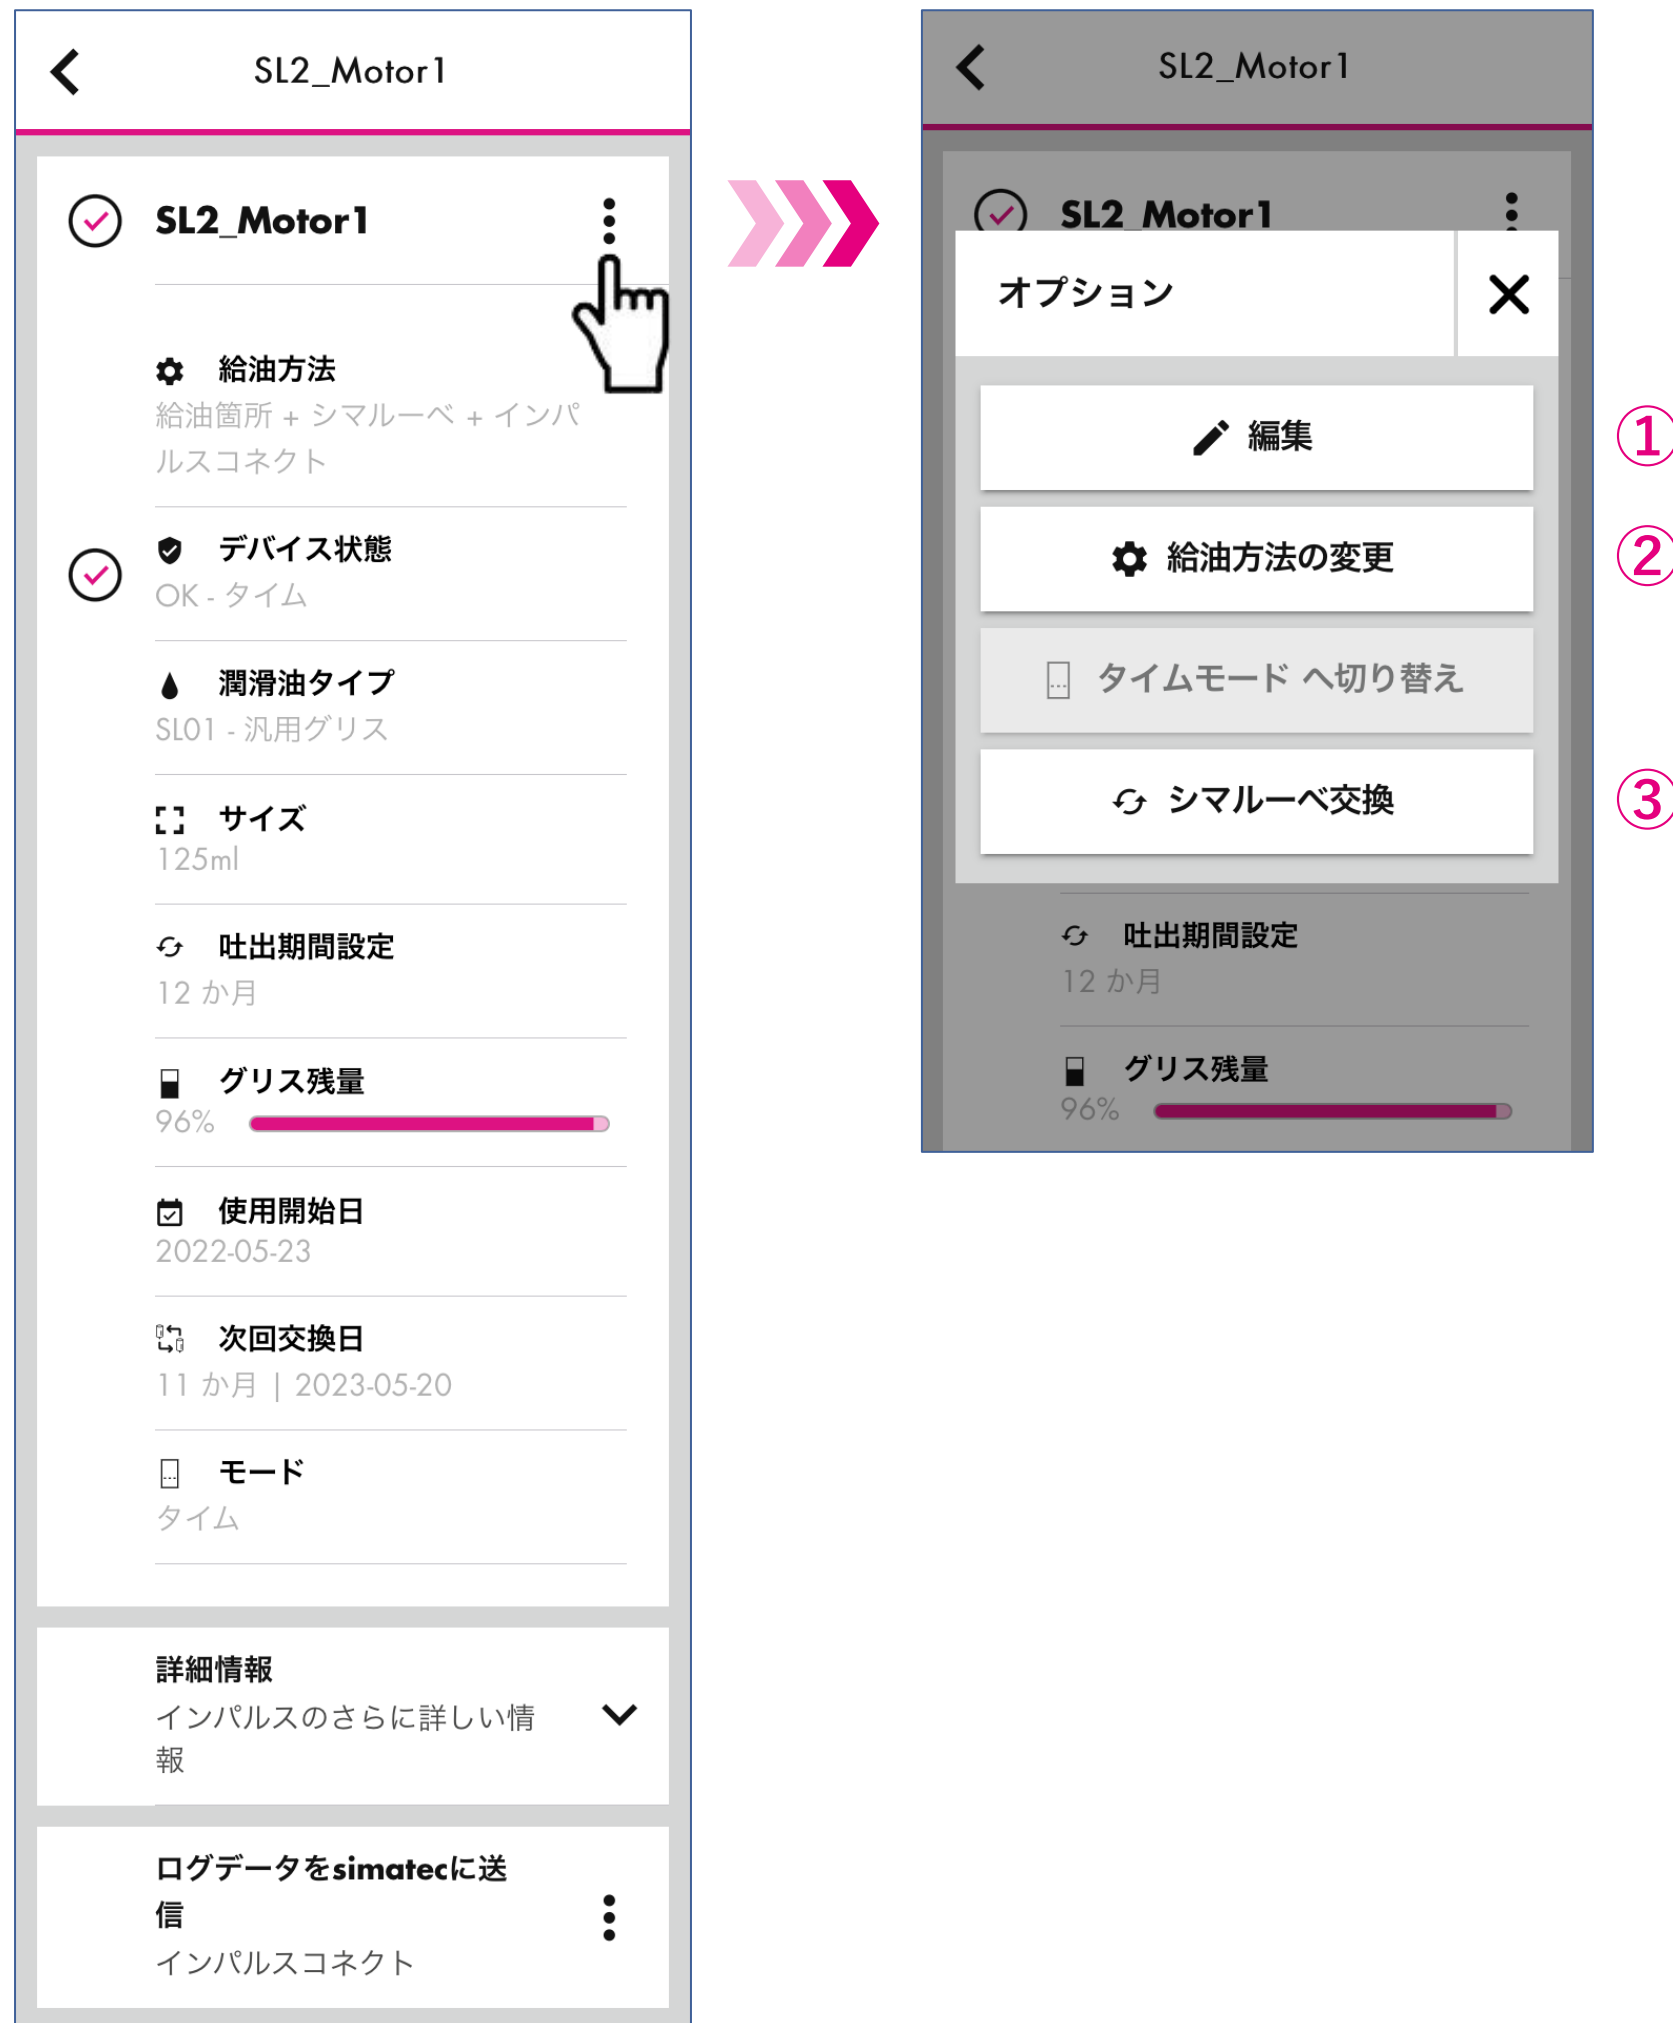 SL2_Motor1
SL2_Motor1
給油方法
給油箇所 + シマルーベ + インパ
ルスコネクト
デバイス状態
OK - タイム
潤滑油タイプ
SL01 - 汎用グリス
サイズ
125ml
吐出期間設定
12 か月
グリス残量
96%
使用開始日
2022-05-23
次回交換日
11 か月 | 2023-05-20
モード
タイム
詳細情報
インパルスのさらに詳しい情
報
ログデータをsimatecに送
信
インパルスコネクト
SL2_Motor1
SL2_Motor1
オプション
編集
①
給油方法の変更
②
タイムモード へ切り替え
シマルーベ交換
③
吐出期間設定
12 か月
グリス残量
96%